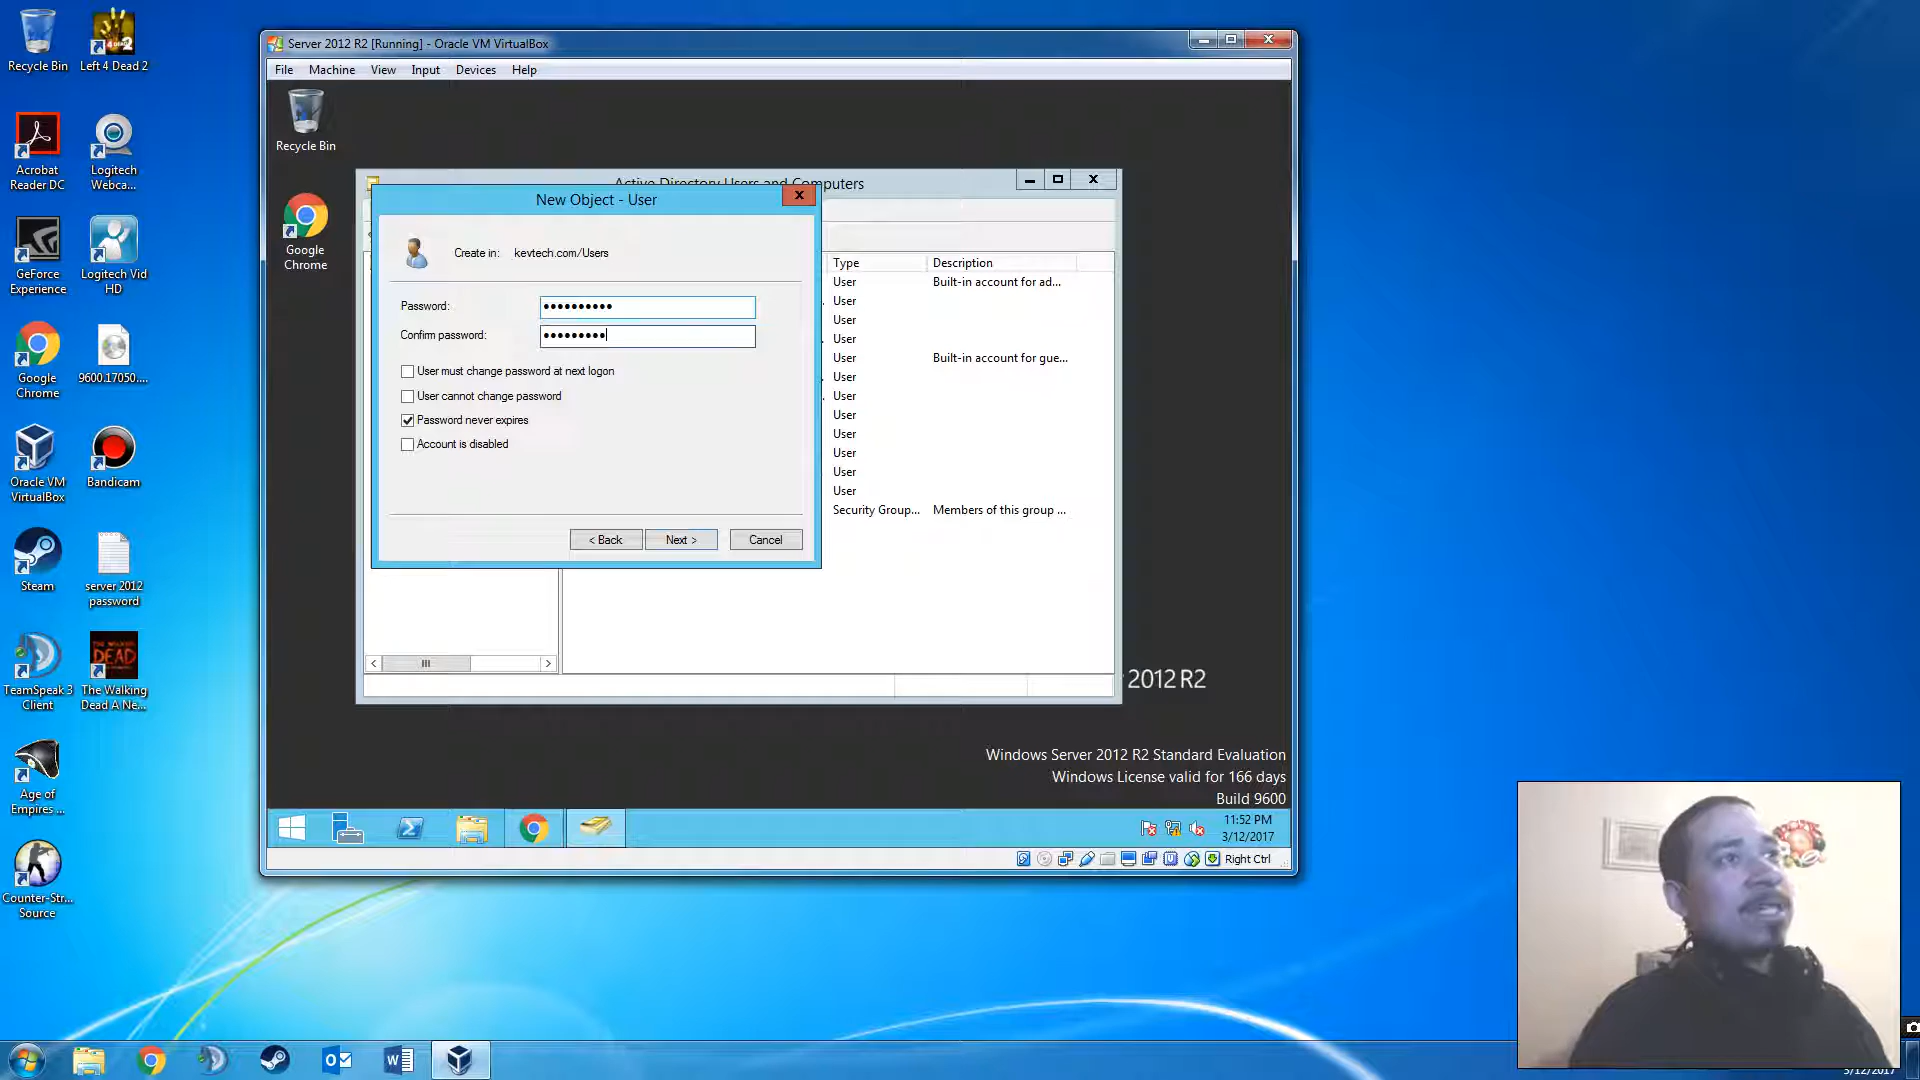 Recycle Bin
Left 4 Dead 2
Acrobat
Reader DC
Logitech
Webca...
GeForce
Experience
Logitech Vid
HD
Google
Chrome
9600.17050....
Oracle VM
VirtualBox
Bandicam
Steam
server 2012
password
TeamSpeak 3
Client
The Walking
Dead A Ne...
Age of
Empires ...
Counter-Str...
Source
Server 2012 R2 [Running] - Oracle VM VirtualBox
File Machine View Input Devices Help
Recycle Bin
Google
Chrome
Active Directory Users and Computers
New Object - User
Create in: kevtech.com/Users
Password:
Confirm password:
User must change password at next logon
User cannot change password
Password never expires
Account is disabled
< Back Next > Cancel
Type Description
User Built-in account for ad...
User
User
User
User Built-in account for gue...
User
User
User
User
User
User
User
Security Group... Members of this group ...
2012 R2
Windows Server 2012 R2 Standard Evaluation
Windows License valid for 166 days
Build 9600
11:52 PM
3/12/2017
Right Ctrl
3/12/2017